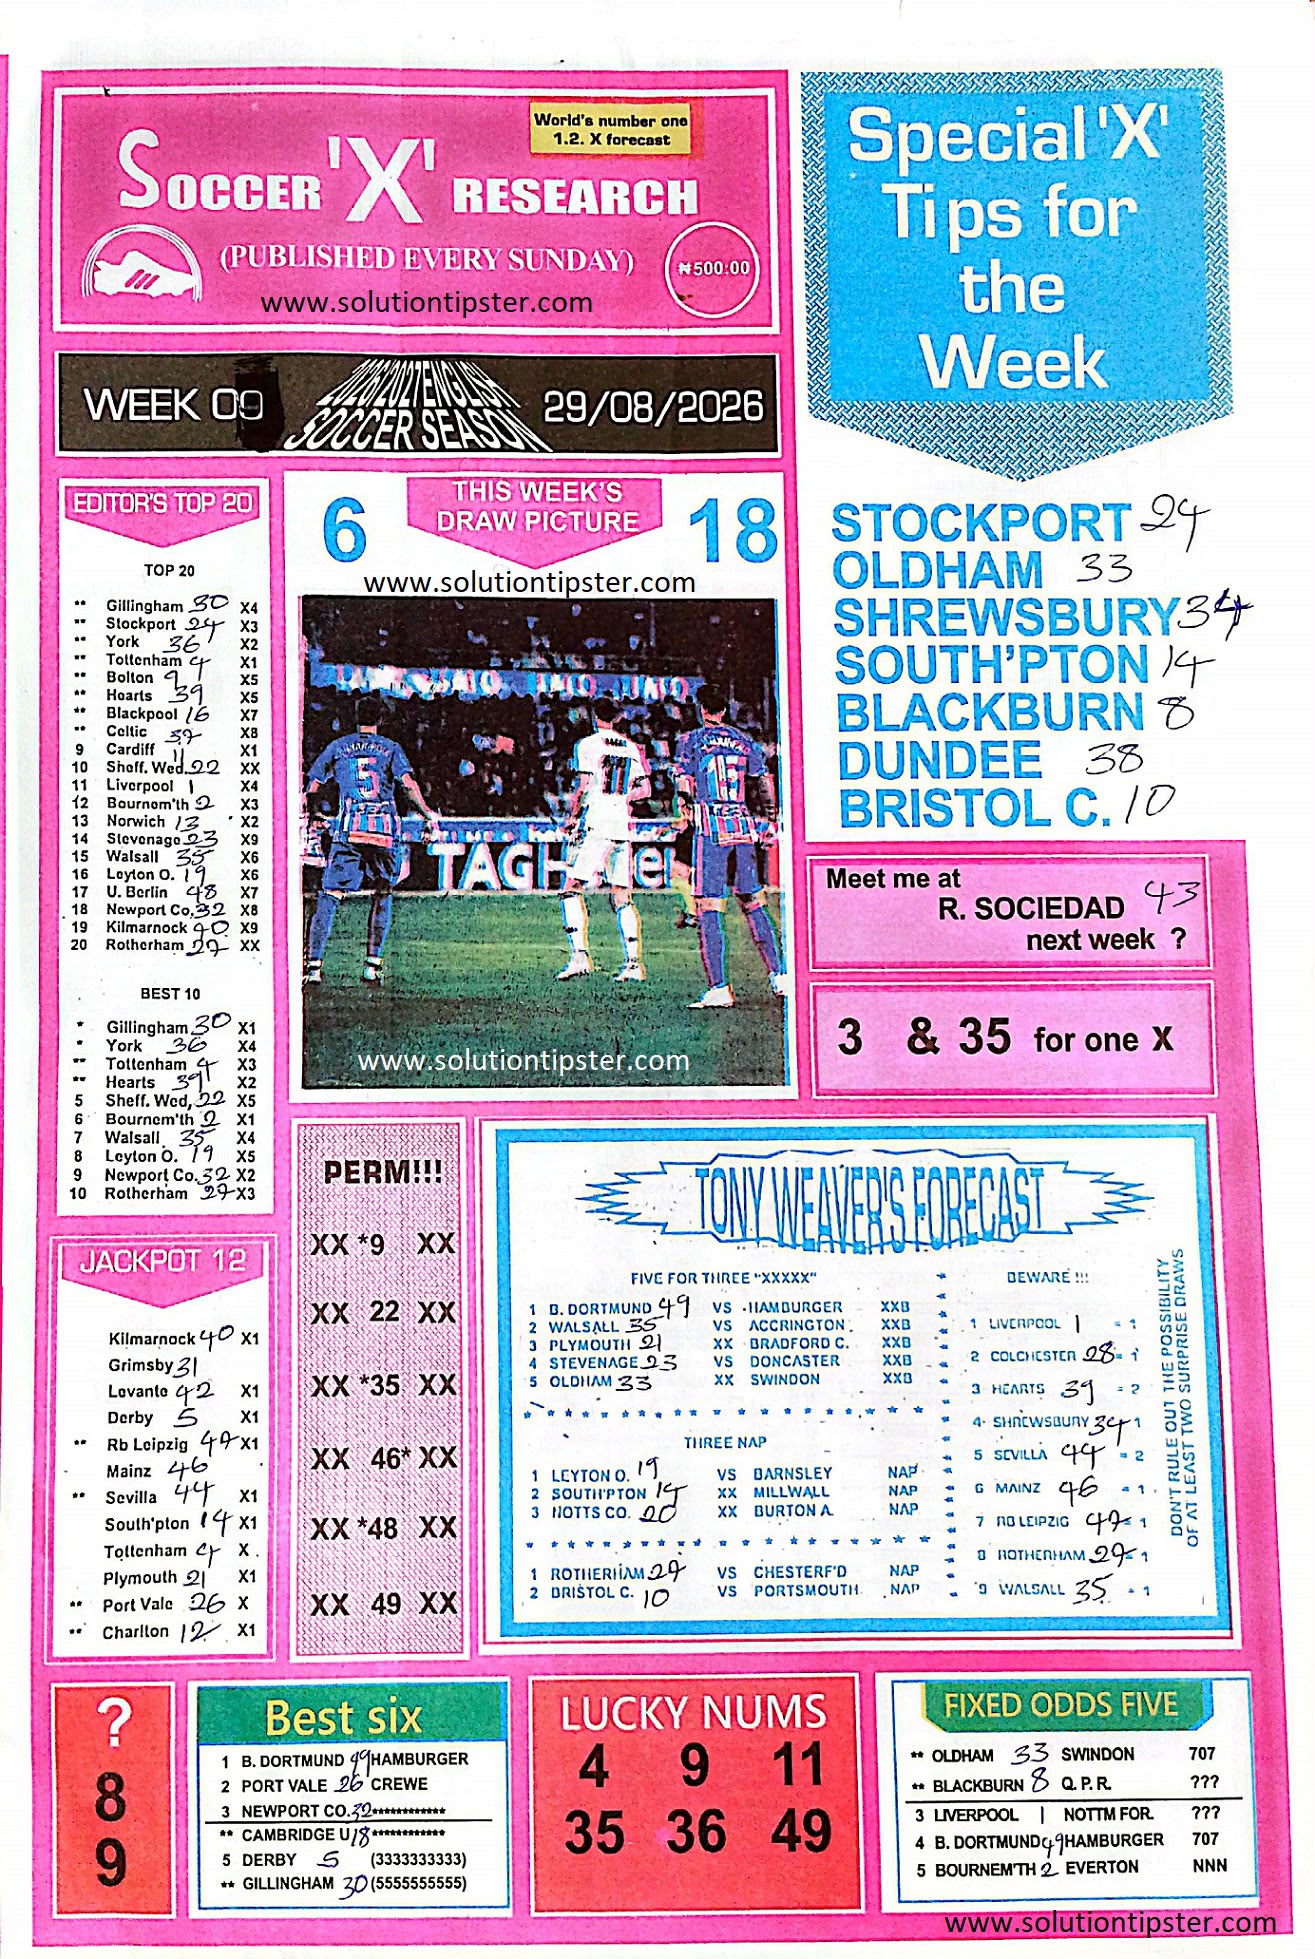 World's number one
1.2. X forecast
SOCCER 'X' RESEARCH
(PUBLISHED EVERY SUNDAY)
₦500:00
www.solutiontipster.com
WEEK 09
2026/2027 ENGLISH
SOCCER SEASON
29/08/2026
Special 'X'
Tips for
the
Week
STOCKPORT 24
OLDHAM 33
SHREWSBURY 34
SOUTH'PTON 14
BLACKBURN 8
DUNDEE 38
BRISTOL C. 10
EDITOR'S TOP 20
TOP 20
** Gillingham 30 X4
** Stockport 24 X3
** York 36 X2
** Tottenham 4 X1
** Bolton 9 X5
** Hearts 39 X5
** Blackpool 16 X7
** Celtic 37 X8
9 Cardiff 11 X1
10 Sheff. Wed. 22 XX
11 Liverpool 1 X4
12 Bournem'th 2 X3
13 Norwich 13 X2
14 Stevenage 23 X9
15 Walsall 35 X6
16 Leyton O. 19 X6
17 U. Berlin 48 X7
18 Newport Co. 32 X8
19 Kilmarnock 40 X9
20 Rotherham 27 XX
BEST 10
* Gillingham 30 X1
* York 36 X4
** Tottenham 4 X3
** Hearts 39 X2
5 Sheff. Wed, 22 X5
6 Bournem'th 2 X1
7 Walsall 35 X4
8 Leyton O. 19 X5
9 Newport Co. 32 X2
10 Rotherham 27 X3
6
THIS WEEK'S
DRAW PICTURE
18
www.solutiontipster.com
5
11
15
TAGH
www.solutiontipster.com
Meet me at
R. SOCIEDAD 43
next week ?
3 & 35 for one X
JACKPOT 12
Kilmarnock 40 X1
Grimsby 31
Levante 42 X1
Derby 5 X1
** Rb Leipzig 47 X1
Mainz 46
** Sevilla 44 X1
South'pton 14 X1
Tottenham 4 X
Plymouth 21 X1
** Port Vale 26 X
** Charlton 12 X1
PERM!!!
XX *9 XX
XX 22 XX
XX *35 XX
XX 46* XX
XX *48 XX
XX 49 XX
TONY WEAVER'S FORECAST
FIVE FOR THREE "XXXXX"
1 B. DORTMUND 49 VS HAMBURGER XXB
2 WALSALL 35 VS ACCRINGTON XXB
3 PLYMOUTH 21 XX BRADFORD C. XXB
4 STEVENAGE 23 VS DONCASTER XXB
5 OLDHAM 33 XX SWINDON XXB
THREE NAP
1 LEYTON O. 19 VS BARNSLEY NAP
2 SOUTH'PTON 14 XX MILLWALL NAP
3 NOTTS CO. 20 XX BURTON A. NAP
1 ROTHERHAM 27 VS CHESTERF'D NAP
2 BRISTOL C. 10 VS PORTSMOUTH NAP
BEWARE !!!
1 LIVERPOOL 1 = 1
2 COLCHESTER 28 = 1
3 HEARTS 39 = 2
4 SHREWSBURY 34 1
5 SEVILLA 44 = 2
6 MAINZ 46 = 1
7 RB LEIPZIG 47 = 1
8 ROTHERHAM 27 = 1
9 WALSALL 35 = 1
DON'T RULE OUT THE POSSIBILITY
OF AT LEAST TWO SURPRISE DRAWS
?
8
9
Best six
1 B. DORTMUND 49 HAMBURGER
2 PORT VALE 26 CREWE
3 NEWPORT CO. 32 ************
** CAMBRIDGE U 18 ************
5 DERBY 5 (3333333333)
** GILLINGHAM 30 (5555555555)
LUCKY NUMS
4 9 11
35 36 49
FIXED ODDS FIVE
** OLDHAM 33 SWINDON 707
** BLACKBURN 8 Q.P.R. ???
3 LIVERPOOL 1 NOTTM FOR. ???
4 B. DORTMUND 49 HAMBURGER 707
5 BOURNEM'TH 2 EVERTON NNN
www.solutiontipster.com